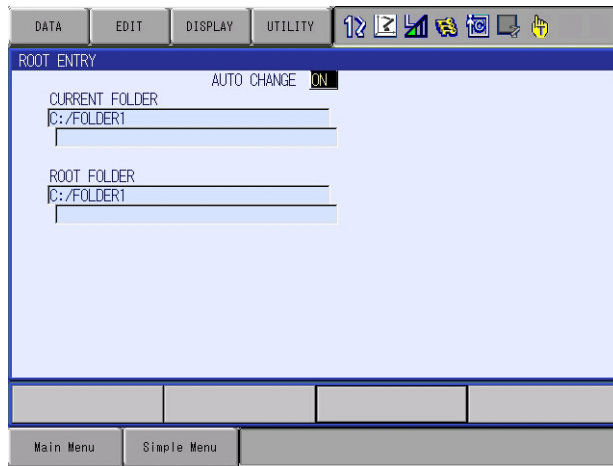 DATA EDIT DISPLAY UTILITY
ROOT ENTRY
AUTO CHANGE ON
CURRENT FOLDER
C:/FOLDER1
ROOT FOLDER
C:/FOLDER1
Main Menu Simple Menu